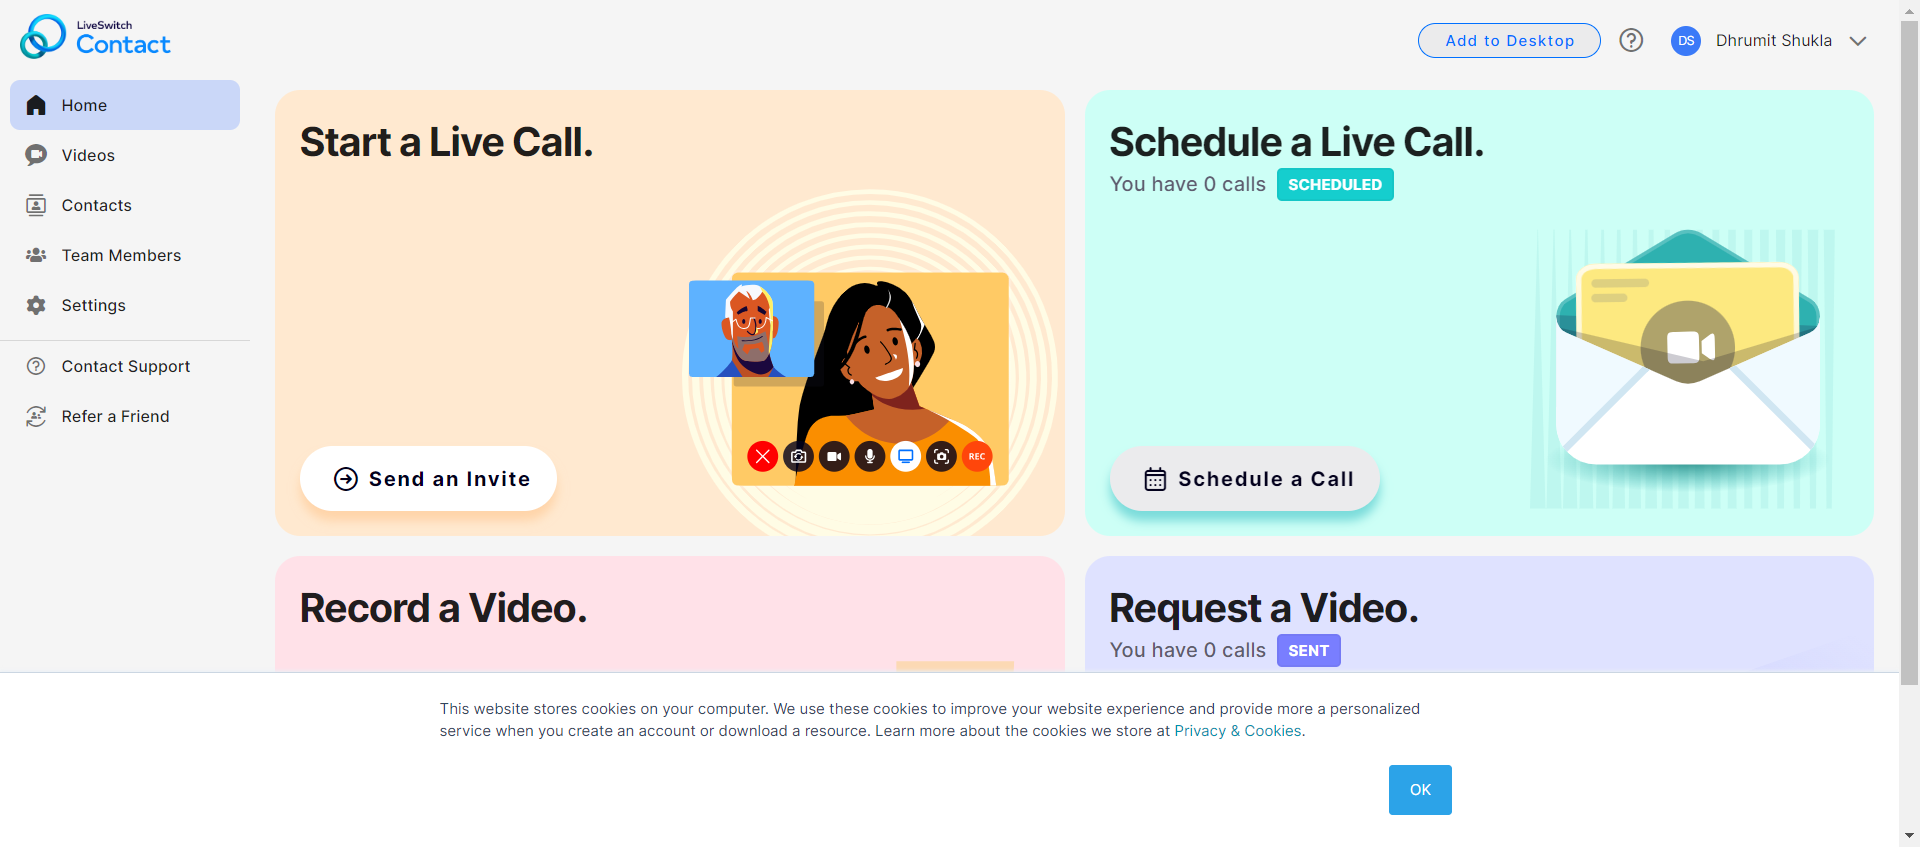 LiveSwitch
Contact
Add to Desktop
DS
Dhrumit Shukla
Home
Videos
Contacts
Team Members
Settings
Contact Support
Refer a Friend
Start a Live Call.
REC
Send an Invite
Schedule a Live Call.
You have 0 calls SCHEDULED
Schedule a Call
Record a Video.
Request a Video.
You have 0 calls SENT
This website stores cookies on your computer. We use these cookies to improve your website experience and provide more a personalized
service when you create an account or download a resource. Learn more about the cookies we store at Privacy & Cookies.
OK